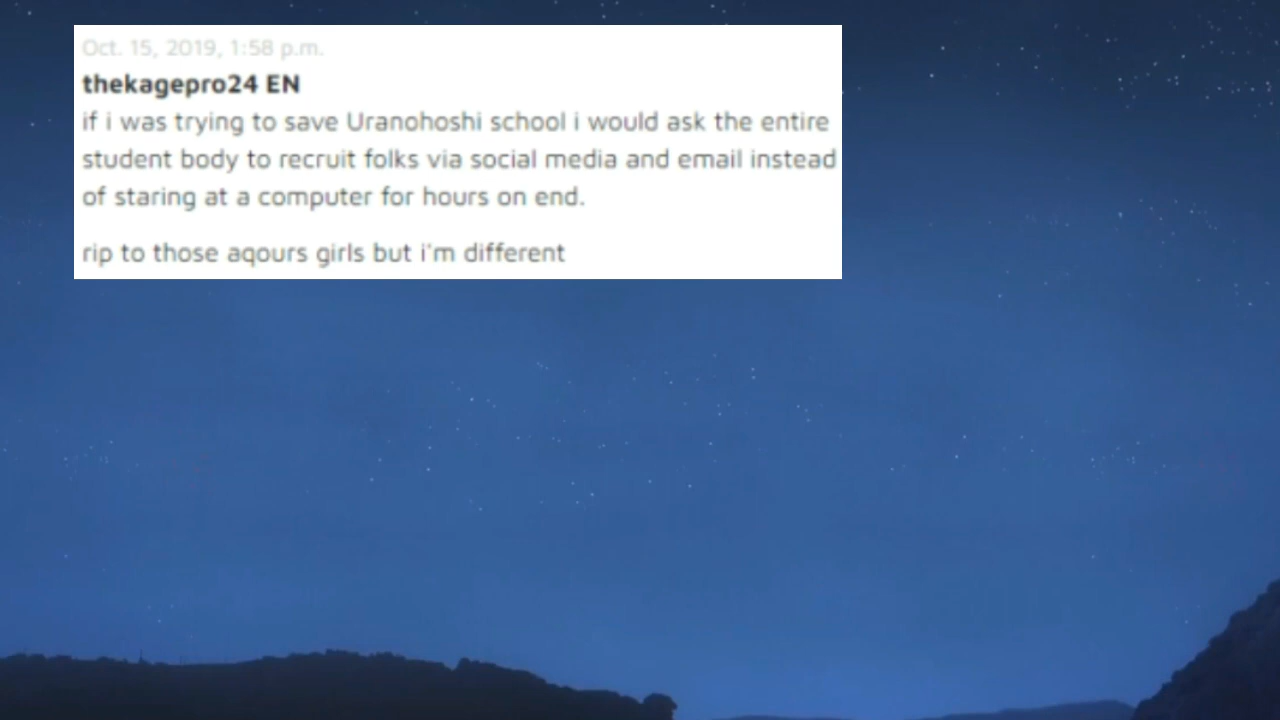 Oct. 15, 2019, 1:58 p.m.
thekagepro24 EN
if i was trying to save Uranohoshi school i would ask the entire
student body to recruit folks via social media and email instead
of staring at a computer for hours on end.
rip to those aqours girls but i'm different